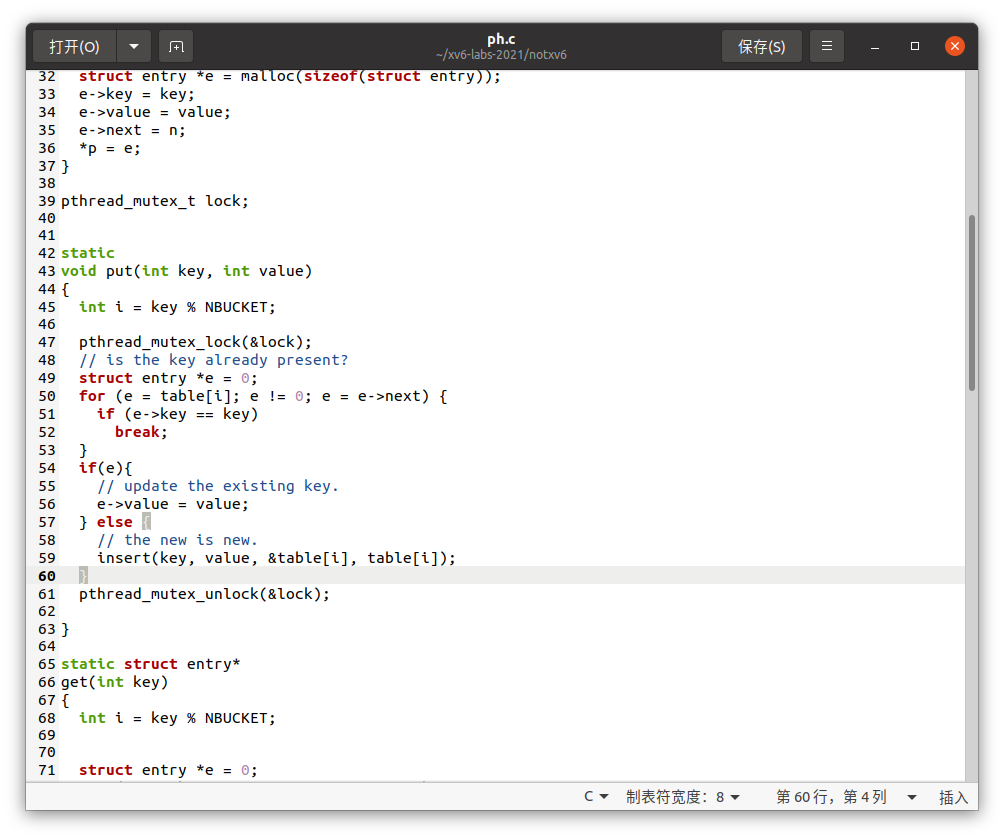 打开(O)
ph.c
~/xv6-labs-2021/notxv6
保存(S)
32 struct entry *e = malloc(sizeof(struct entry));
33 e->key = key;
34 e->value = value;
35 e->next = n;
36 *p = e;
37 }
38
39 pthread_mutex_t lock;
40
41
42 static
43 void put(int key, int value)
44 {
45 int i = key % NBUCKET;
46
47 pthread_mutex_lock(&lock);
48 // is the key already present?
49 struct entry *e = 0;
50 for (e = table[i]; e != 0; e = e->next) {
51 if (e->key == key)
52 break;
53 }
54 if(e){
55 // update the existing key.
56 e->value = value;
57 } else {
58 // the new is new.
59 insert(key, value, &table[i], table[i]);
60 }
61 pthread_mutex_unlock(&lock);
62
63 }
64
65 static struct entry*
66 get(int key)
67 {
68 int i = key % NBUCKET;
69
70
71 struct entry *e = 0;
C
制表符宽度: 8
第 60 行，第 4 列
插入